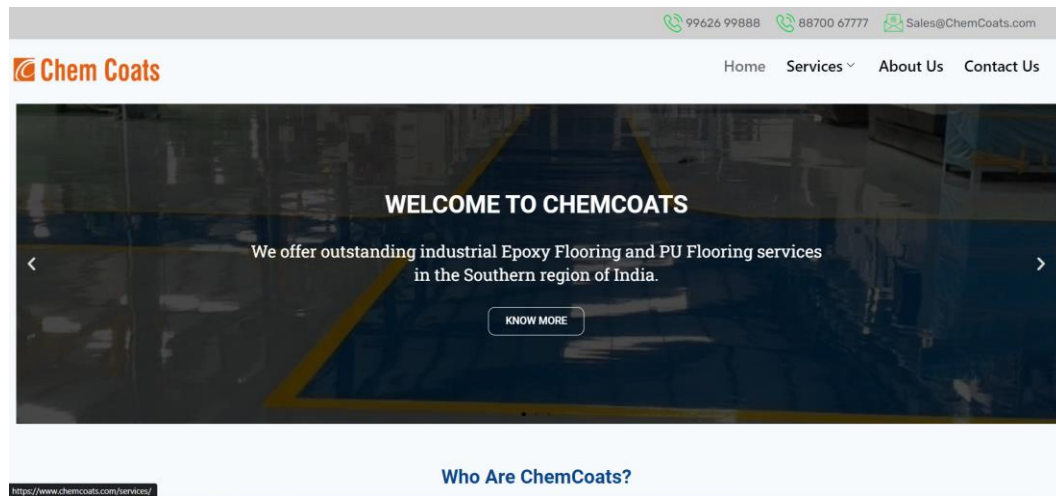 99626 99888 88700 67777 Sales@ChemCoats.com
Chem Coats
Home Services About Us Contact Us
WELCOME TO CHEMCOATS
We offer outstanding industrial Epoxy Flooring and PU Flooring services
in the Southern region of India.
KNOW MORE
Who Are ChemCoats?
https://www.chemcoats.com/services/